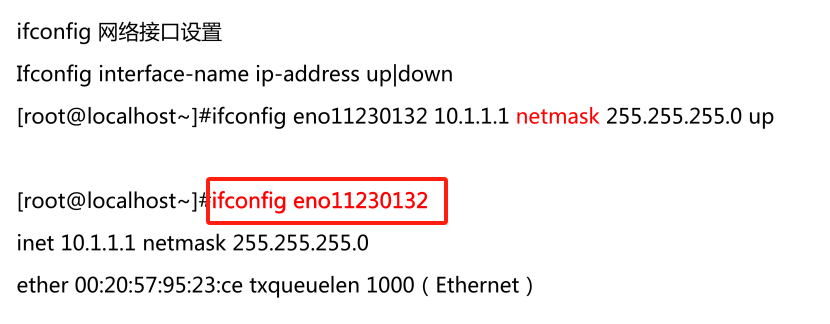 ifconfig 网络接口设置
Ifconfig interface-name ip-address up|down
[root@localhost~]#ifconfig eno11230132 10.1.1.1 netmask 255.255.255.0 up
[root@localhost~]#ifconfig eno11230132
inet 10.1.1.1 netmask 255.255.255.0
ether 00:20:57:95:23:ce txqueuelen 1000（Ethernet）